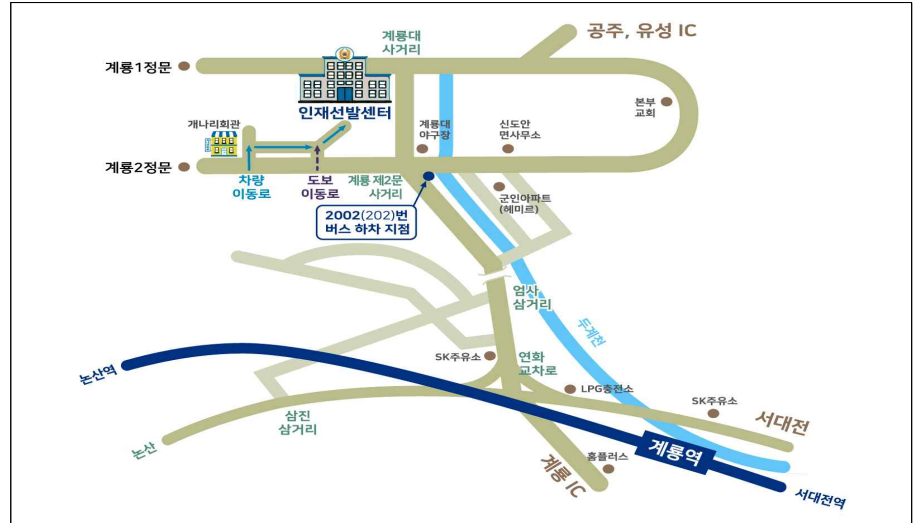 계룡대
사거리
공주, 유성 IC
계룡1정문
인재선발센터
본부
교회
개나리회관
계룡대
야구장
신도안
면사무소
계룡2정문
차량
이동로
도보
이동로
계룡 제2문
사거리
군인아파트
(해미르)
2002(202)번
버스 하차 지점
엄사
삼거리
두계천
SK주유소
연화
교차로
논산역
LPG충전소
SK주유소
서대전
삼진
삼거리
논산
계룡역
홈플러스
계룡 IC
서대전역